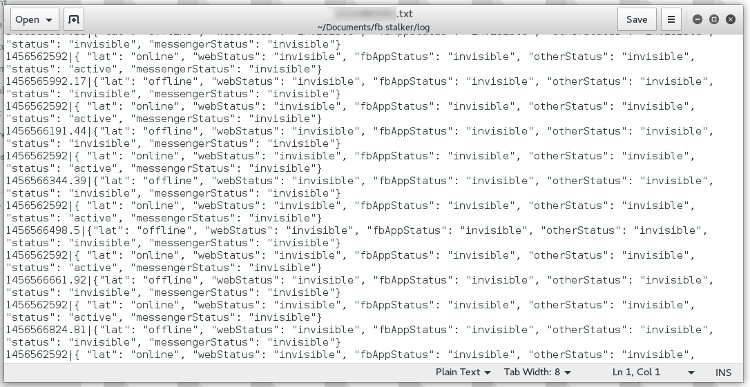 Open
.txt
~/Documents/fb stalker/log
Save
"status": "invisible", "messengerStatus": "invisible"}
1456562592|{ "lat": "online", "webStatus": "invisible", "fbAppStatus": "invisible", "otherStatus": "invisible",
"status": "active", "messengerStatus": "invisible"}
1456565992.17|{"lat": "offline", "webStatus": "invisible", "fbAppStatus": "invisible", "otherStatus": "invisible",
"status": "invisible", "messengerStatus": "invisible"}
1456562592|{ "lat": "online", "webStatus": "invisible", "fbAppStatus": "invisible", "otherStatus": "invisible",
"status": "active", "messengerStatus": "invisible"}
1456566191.44|{"lat": "offline", "webStatus": "invisible", "fbAppStatus": "invisible", "otherStatus": "invisible",
"status": "invisible", "messengerStatus": "invisible"}
1456562592|{ "lat": "online", "webStatus": "invisible", "fbAppStatus": "invisible", "otherStatus": "invisible",
"status": "active", "messengerStatus": "invisible"}
1456566344.39|{"lat": "offline", "webStatus": "invisible", "fbAppStatus": "invisible", "otherStatus": "invisible",
"status": "invisible", "messengerStatus": "invisible"}
1456562592|{ "lat": "online", "webStatus": "invisible", "fbAppStatus": "invisible", "otherStatus": "invisible",
"status": "active", "messengerStatus": "invisible"}
1456566498.5|{"lat": "offline", "webStatus": "invisible", "fbAppStatus": "invisible", "otherStatus": "invisible",
"status": "invisible", "messengerStatus": "invisible"}
1456562592|{ "lat": "online", "webStatus": "invisible", "fbAppStatus": "invisible", "otherStatus": "invisible",
"status": "active", "messengerStatus": "invisible"}
1456566661.92|{"lat": "offline", "webStatus": "invisible", "fbAppStatus": "invisible", "otherStatus": "invisible",
"status": "invisible", "messengerStatus": "invisible"}
1456562592|{ "lat": "online", "webStatus": "invisible", "fbAppStatus": "invisible", "otherStatus": "invisible",
"status": "active", "messengerStatus": "invisible"}
1456566824.81|{"lat": "offline", "webStatus": "invisible", "fbAppStatus": "invisible", "otherStatus": "invisible",
"status": "invisible", "messengerStatus": "invisible"}
1456562592|{ "lat": "online", "webStatus": "invisible", "fbAppStatus": "invisible", "otherStatus": "invisible",
Plain Text Tab Width: 8 Ln 1, Col 1 INS